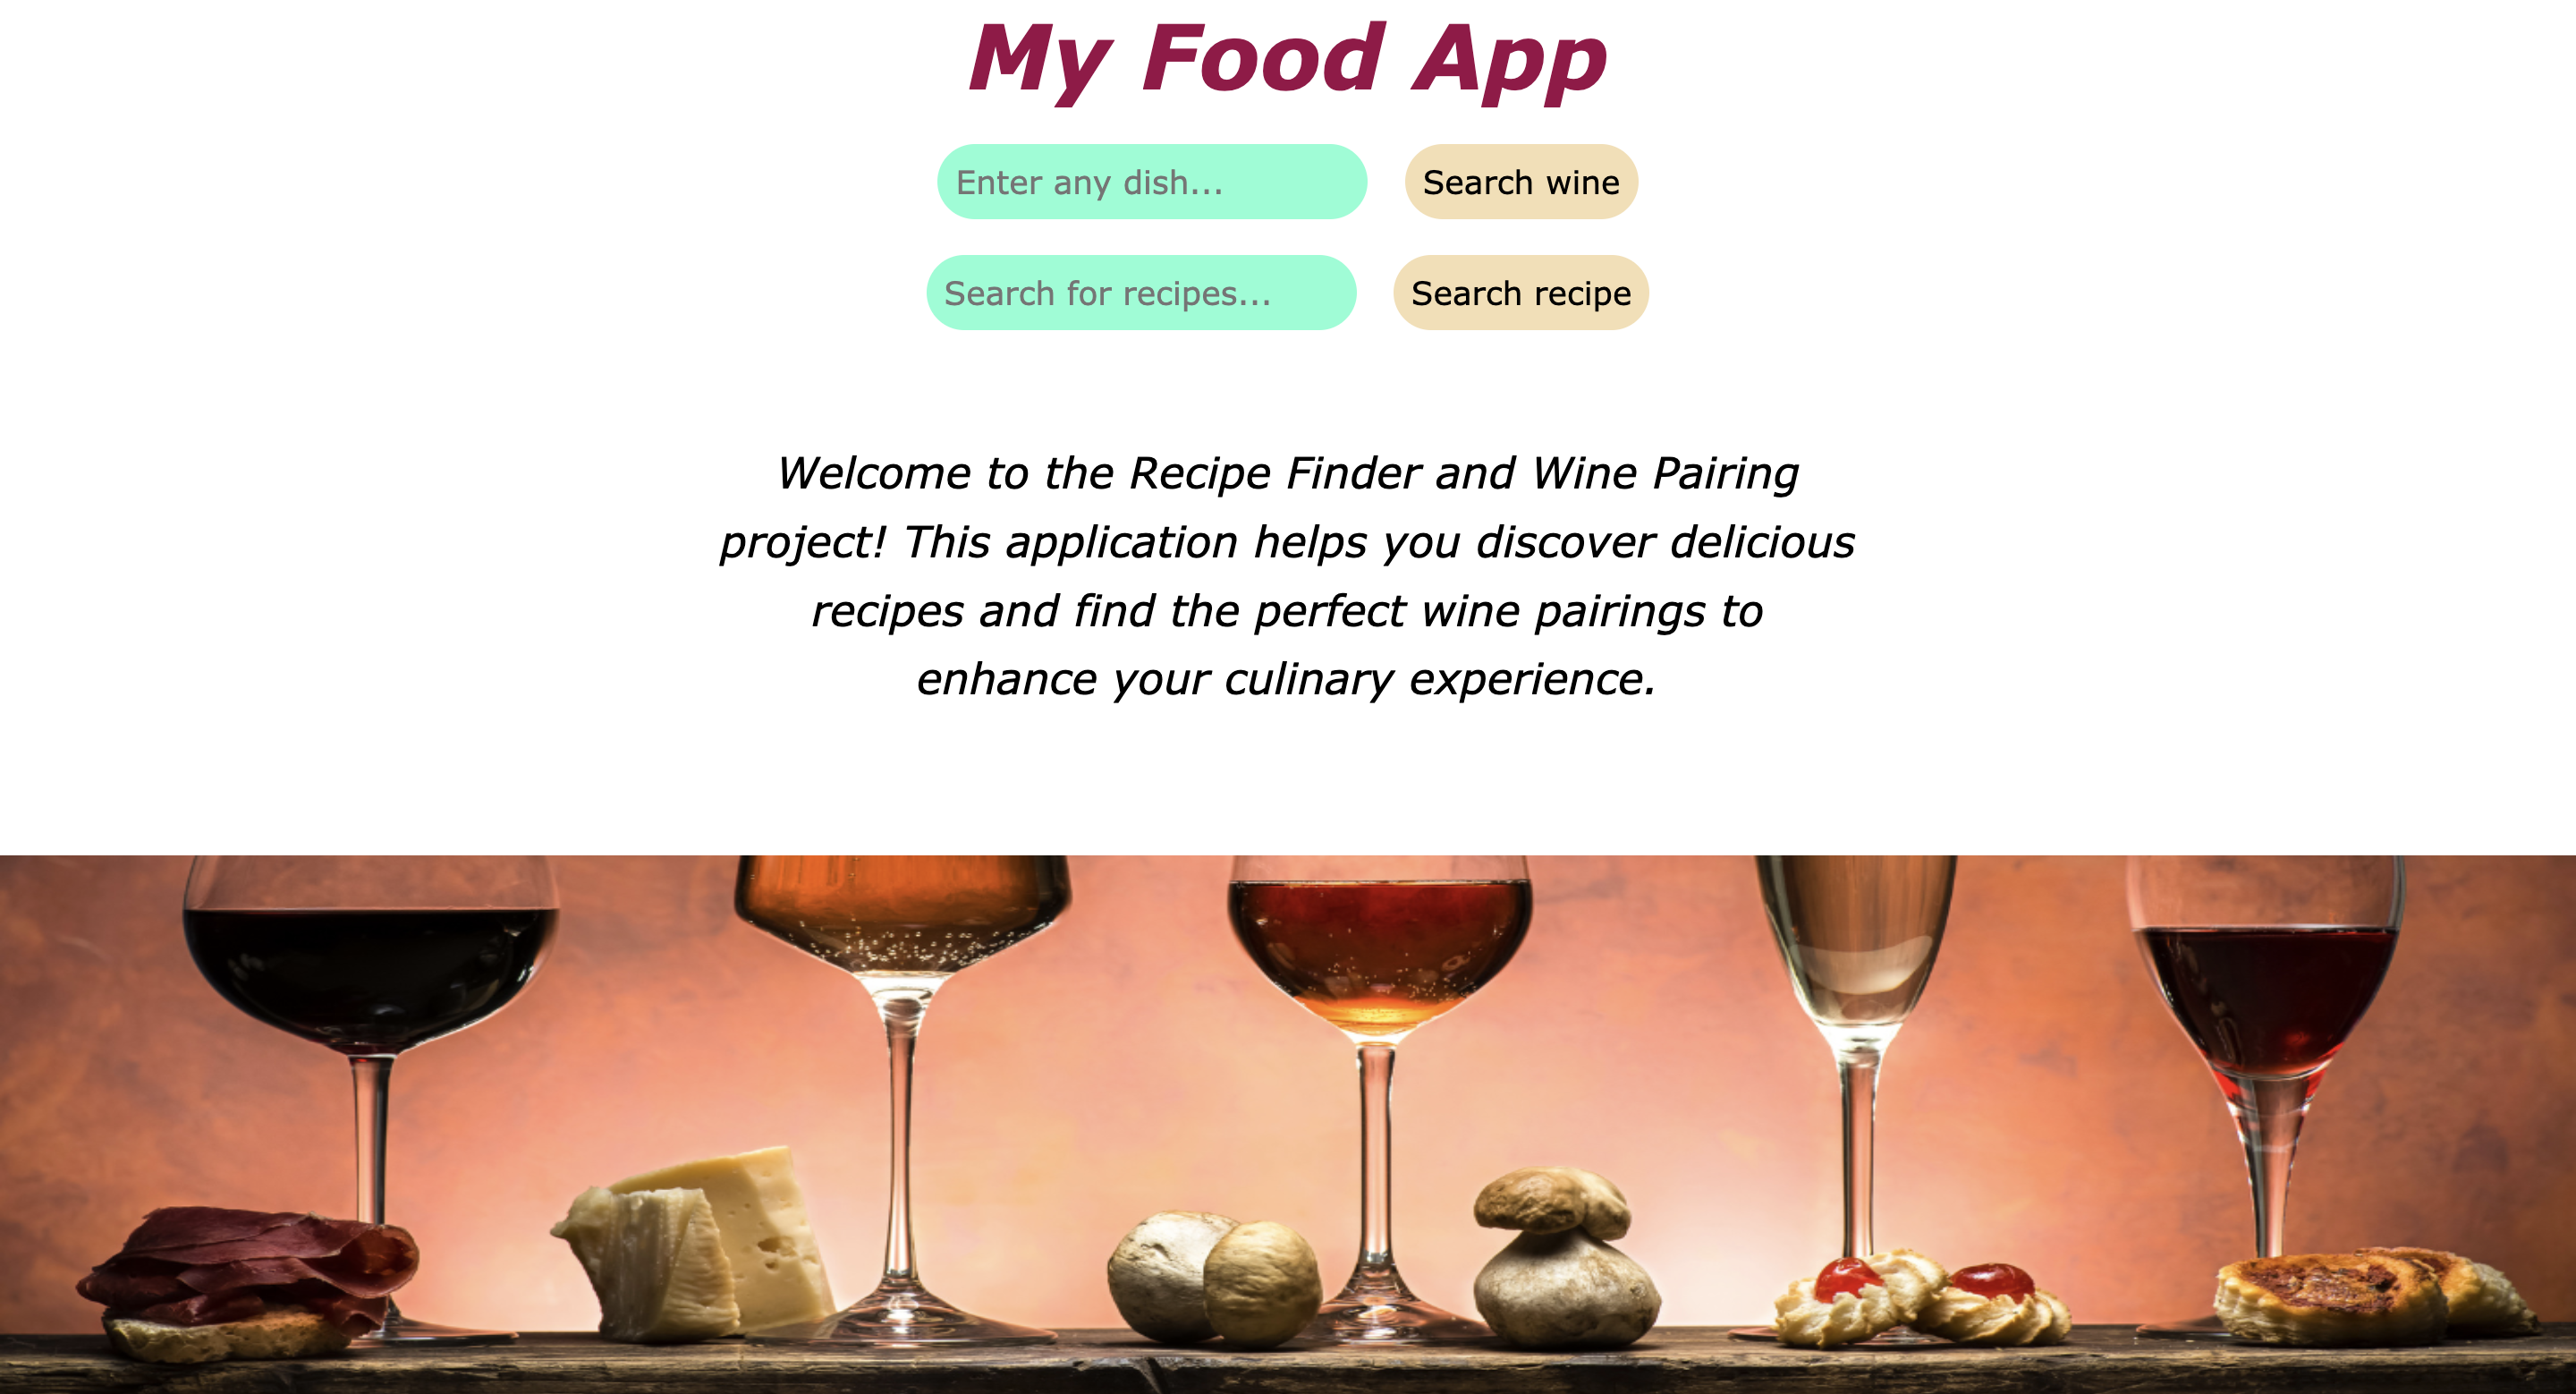 My Food App
Enter any dish...
Search wine
Search for recipes...
Search recipe
Welcome to the Recipe Finder and Wine Pairing
project! This application helps you discover delicious
recipes and find the perfect wine pairings to
enhance your culinary experience.